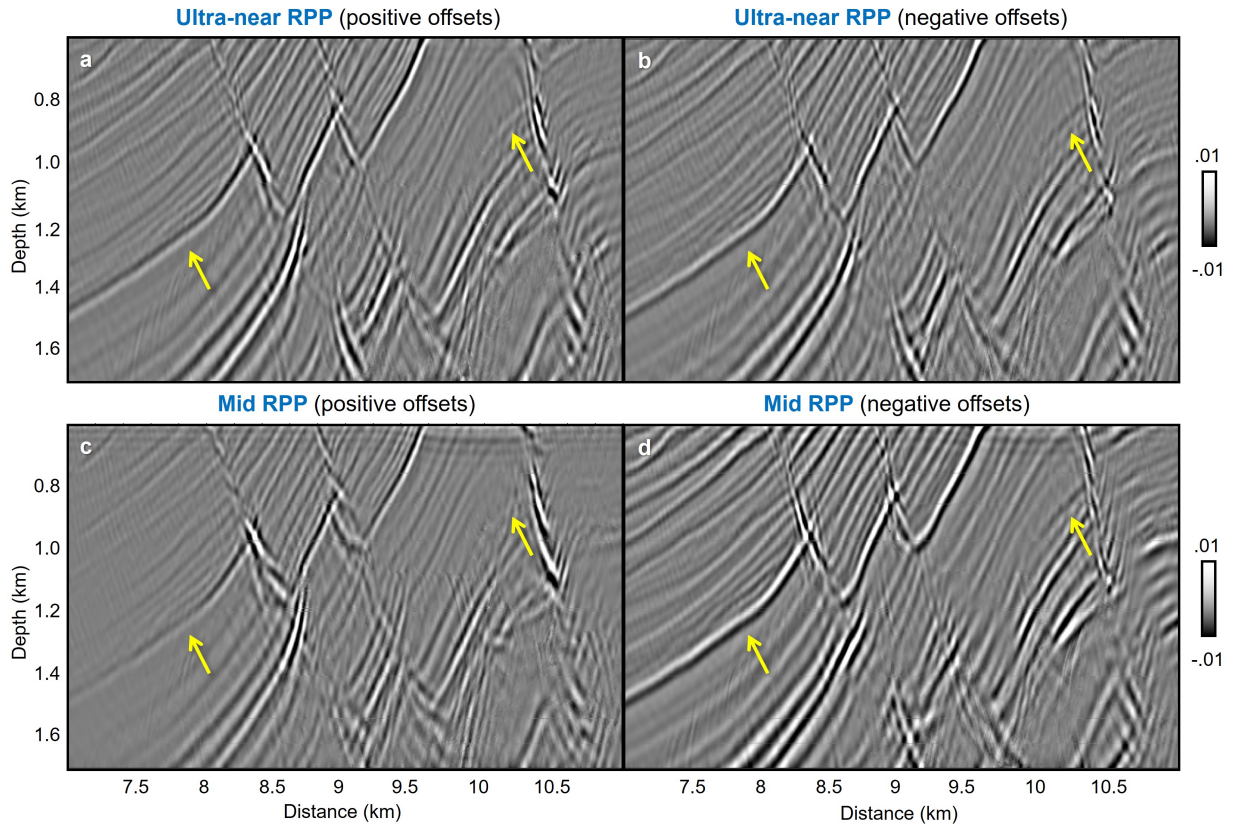 Ultra-near RPP (positive offsets)
Ultra-near RPP (negative offsets)
a
b
0.8
1.0
1.2
1.4
1.6
Depth (km)
.01
-.01
Mid RPP (positive offsets)
Mid RPP (negative offsets)
c
d
0.8
1.0
1.2
1.4
1.6
Depth (km)
.01
-.01
7.5 8 8.5 9 9.5 10 10.5
7.5 8 8.5 9 9.5 10 10.5
Distance (km)
Distance (km)